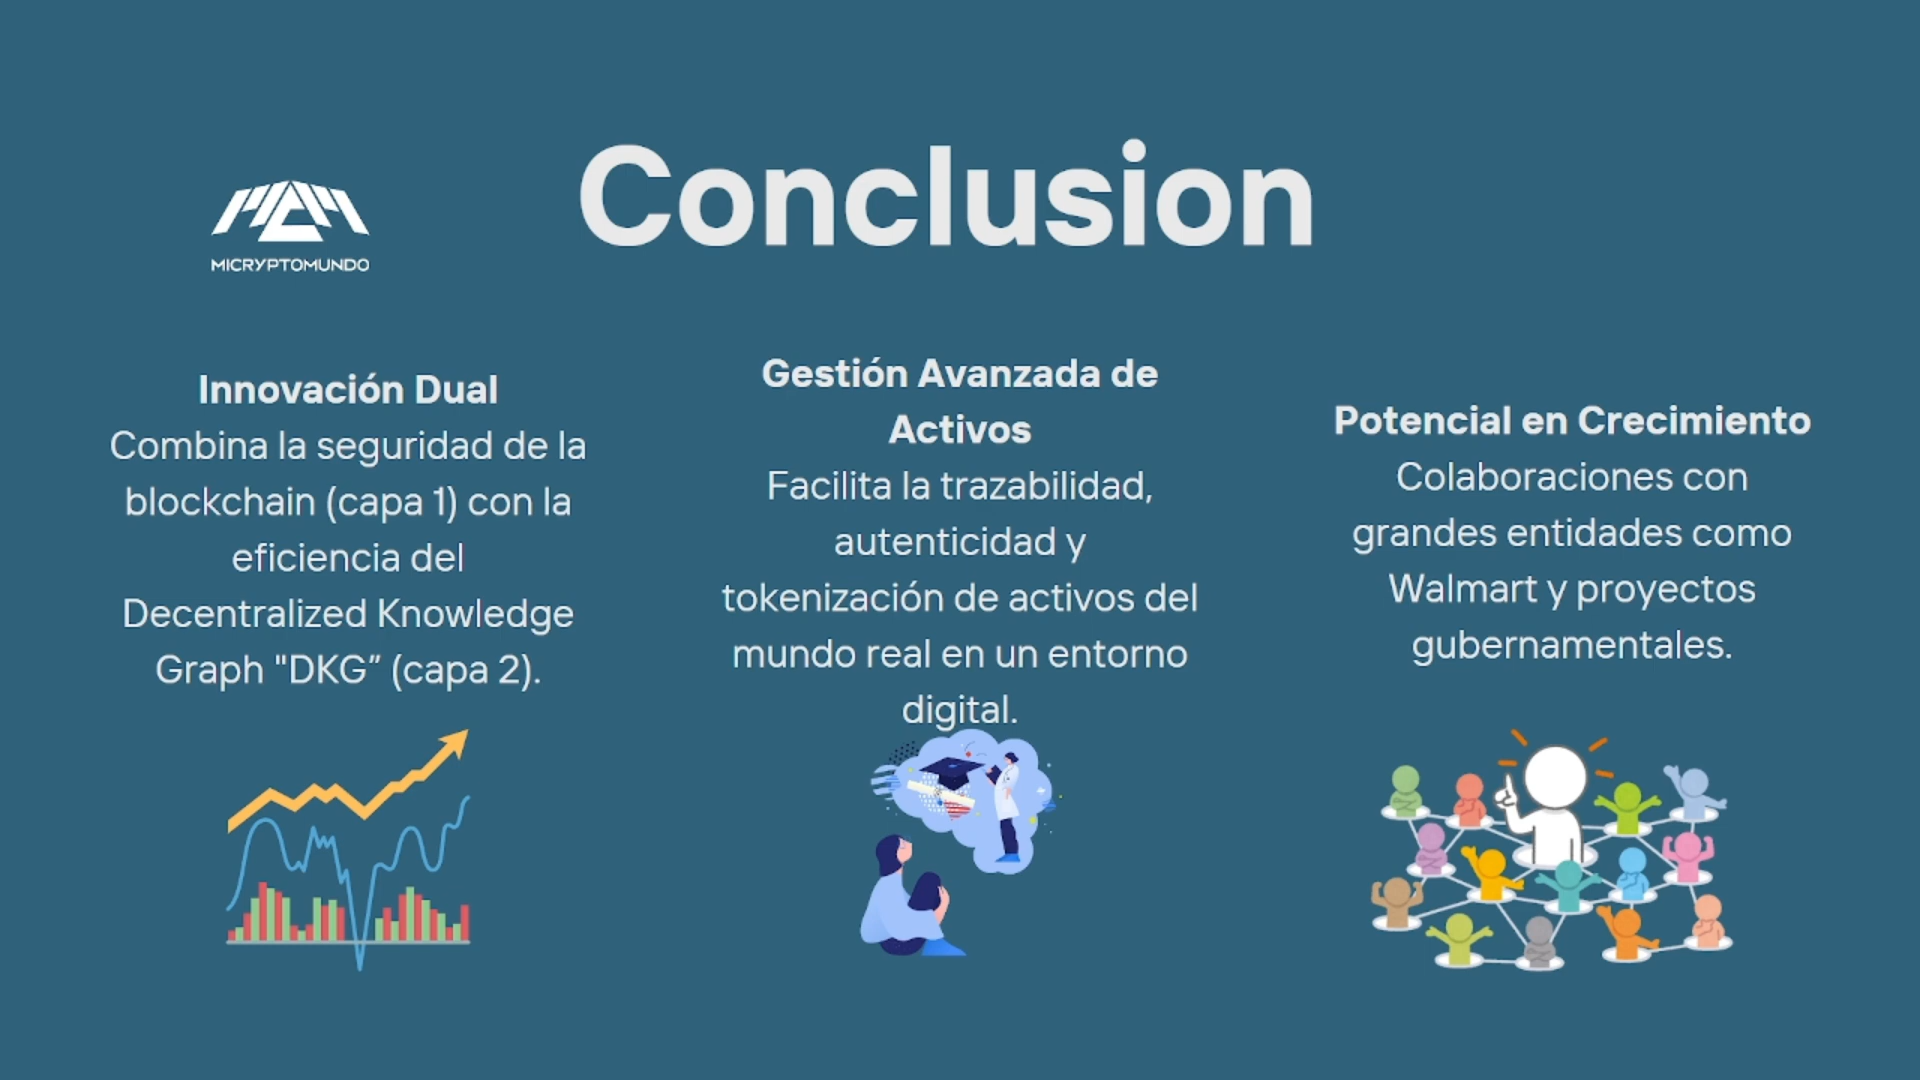 Conclusion
MICRYPTOMUNDO
Innovación Dual
Combina la seguridad de la
blockchain (capa 1) con la
eficiencia del
Decentralized Knowledge
Graph "DKG” (capa 2).
Gestión Avanzada de
Activos
Facilita la trazabilidad,
autenticidad y
tokenización de activos del
mundo real en un entorno
digital.
Potencial en Crecimiento
Colaboraciones con
grandes entidades como
Walmart y proyectos
gubernamentales.